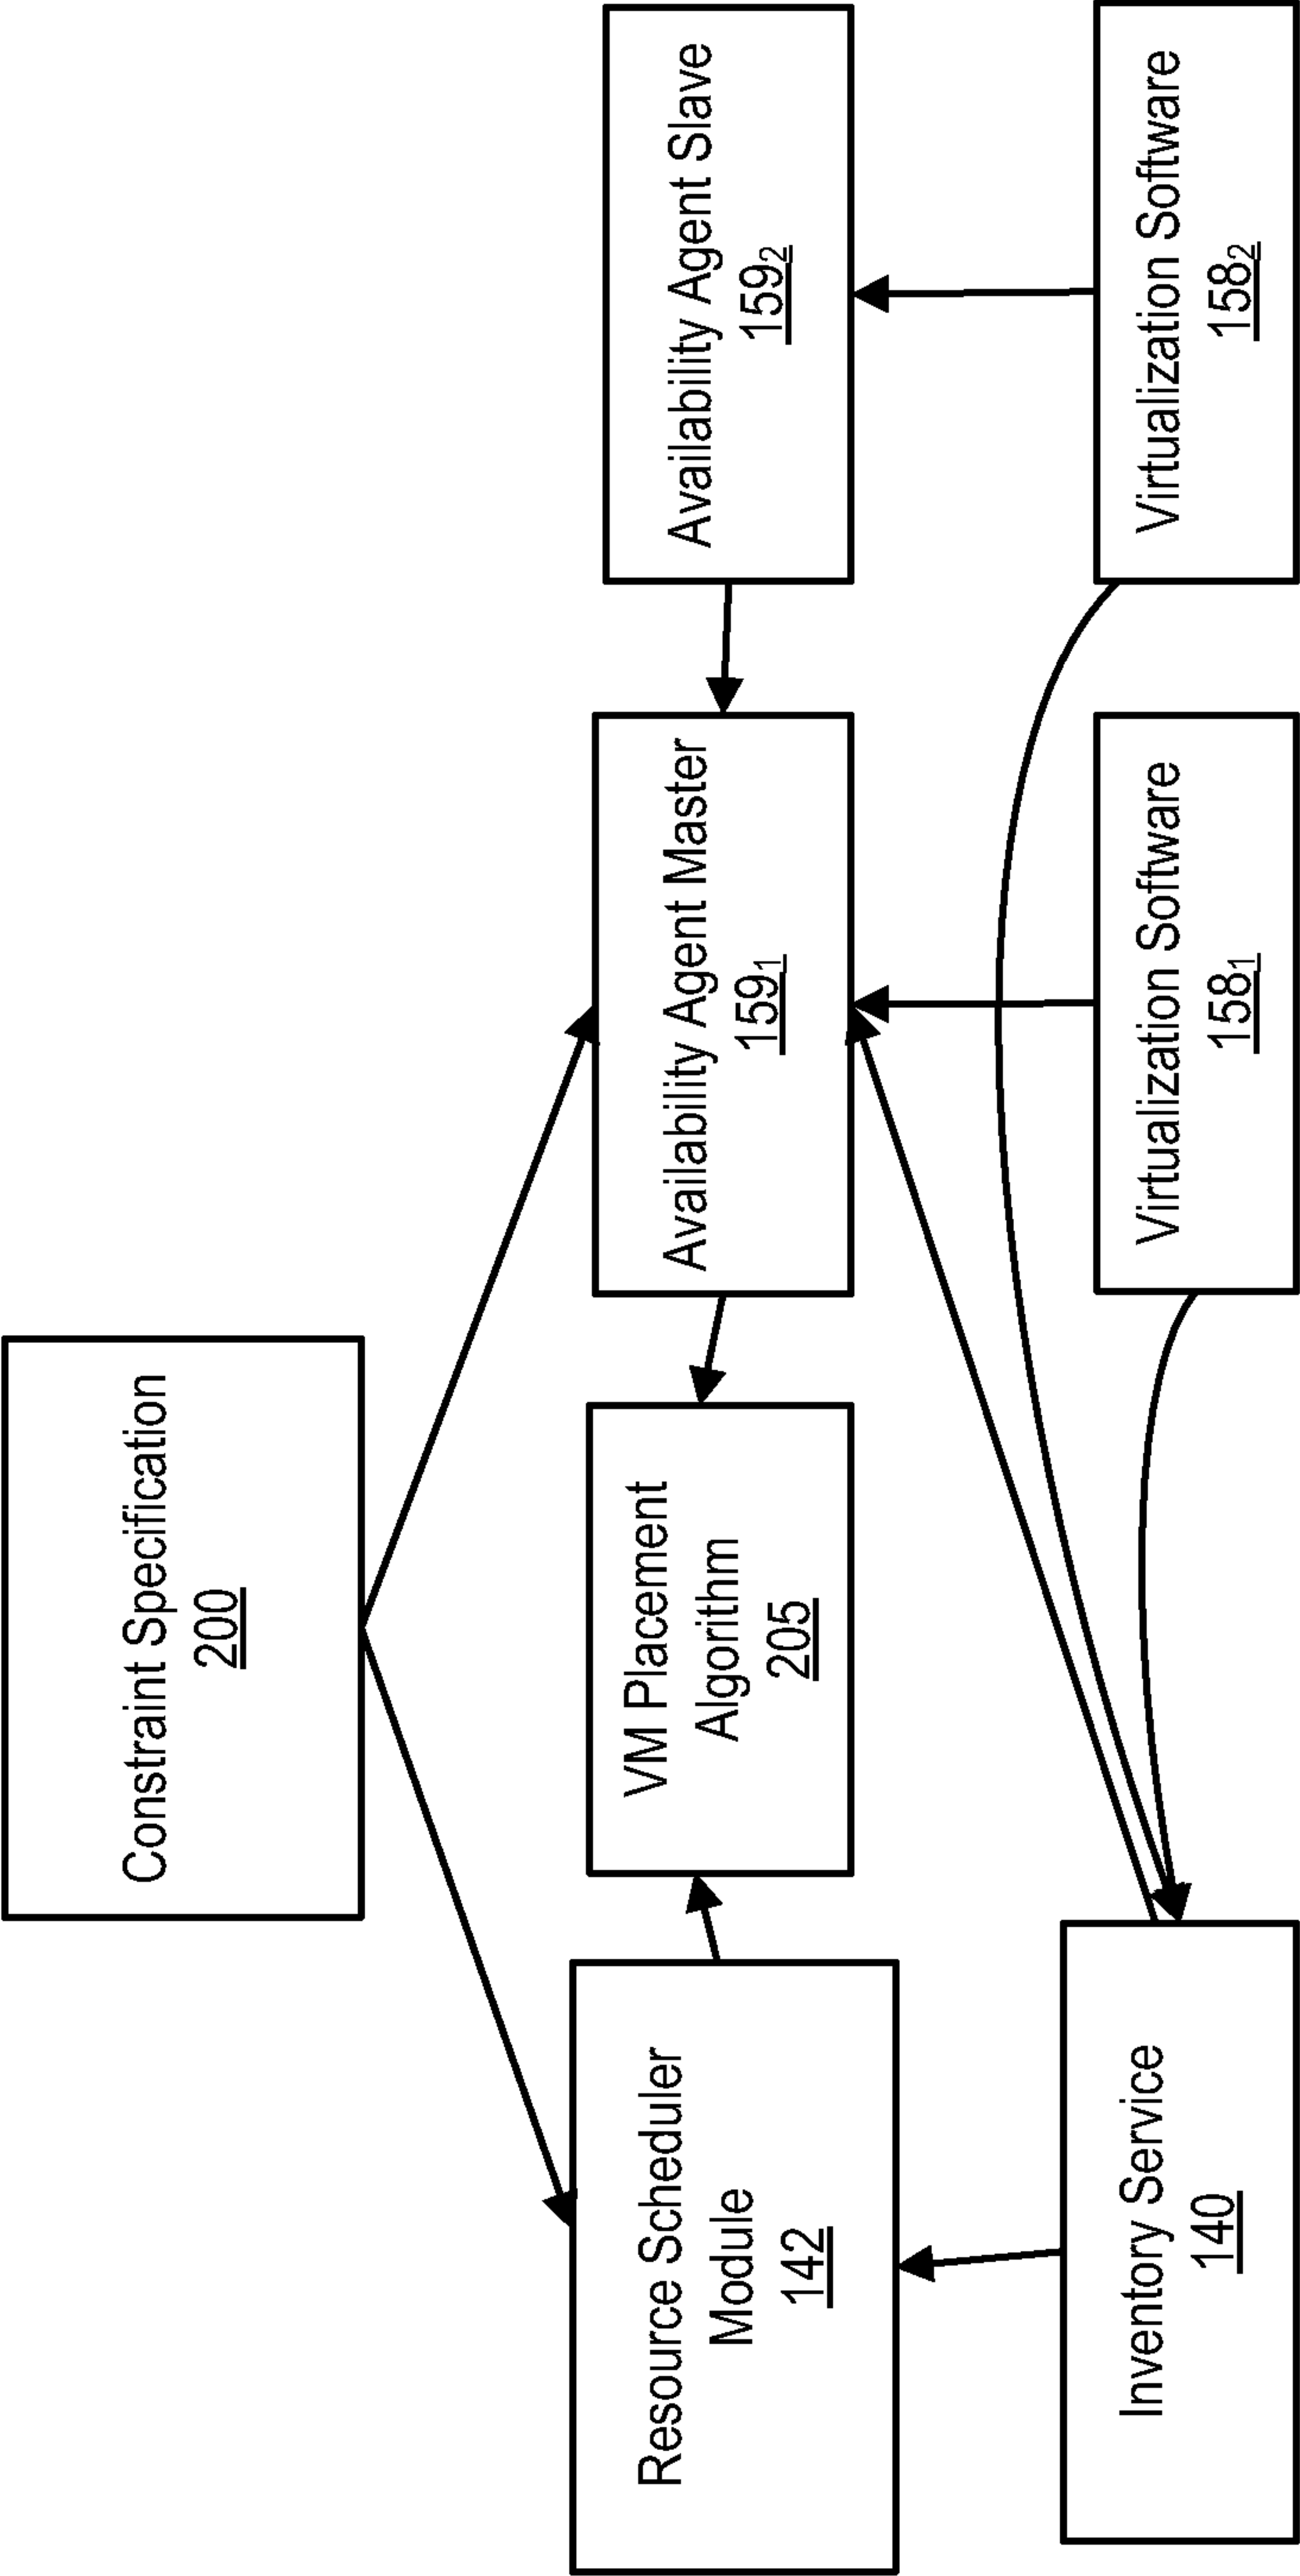 Constraint Specification
200
Resource Scheduler
Module
142
VM Placement
Algorithm
205
Availability Agent Master
159₁
Availability Agent Slave
159₂
Inventory Service
140
Virtualization Software
158₁
Virtualization Software
158₂